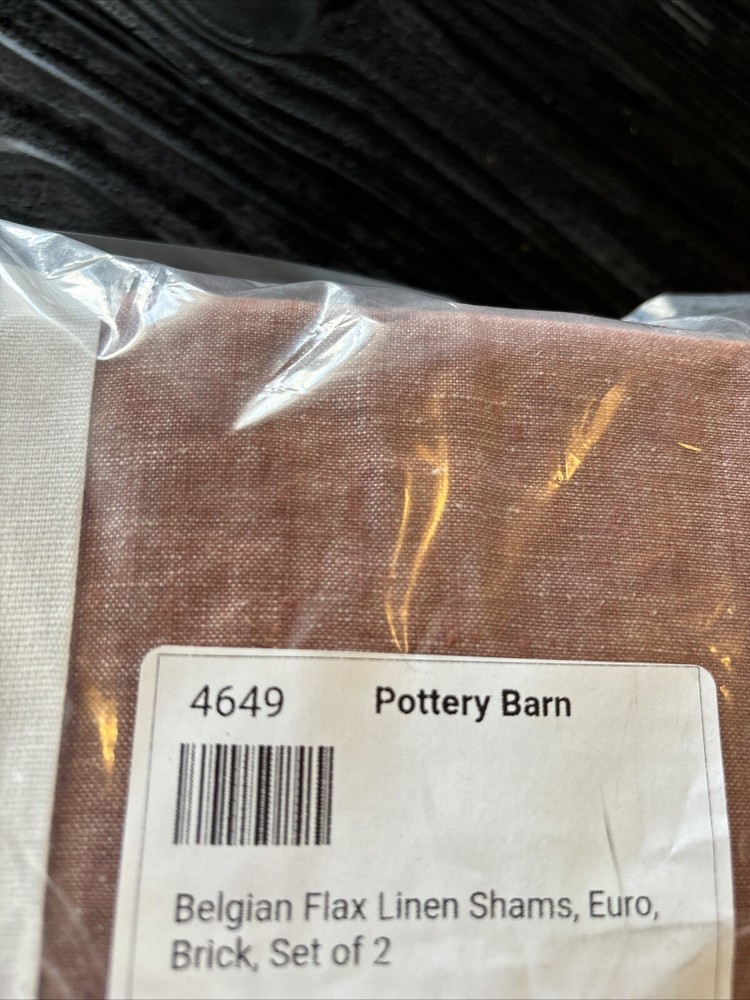 4649 Pottery Barn
Belgian Flax Linen Shams, Euro,
Brick, Set of 2